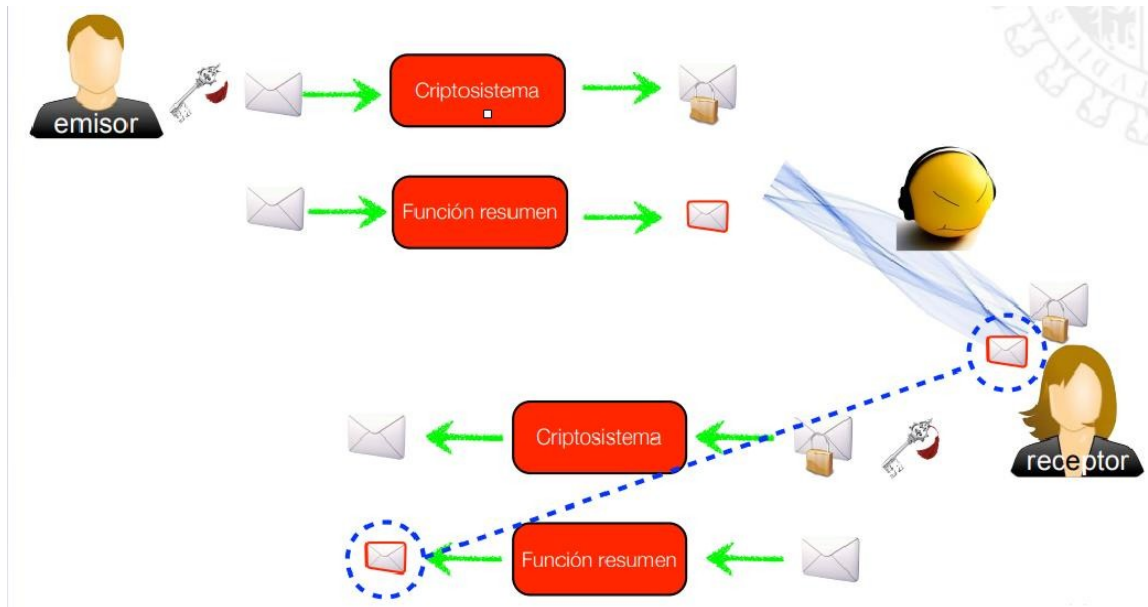 emisor
Criptosistema
Función resumen
Criptosistema
receptor
Función resumen